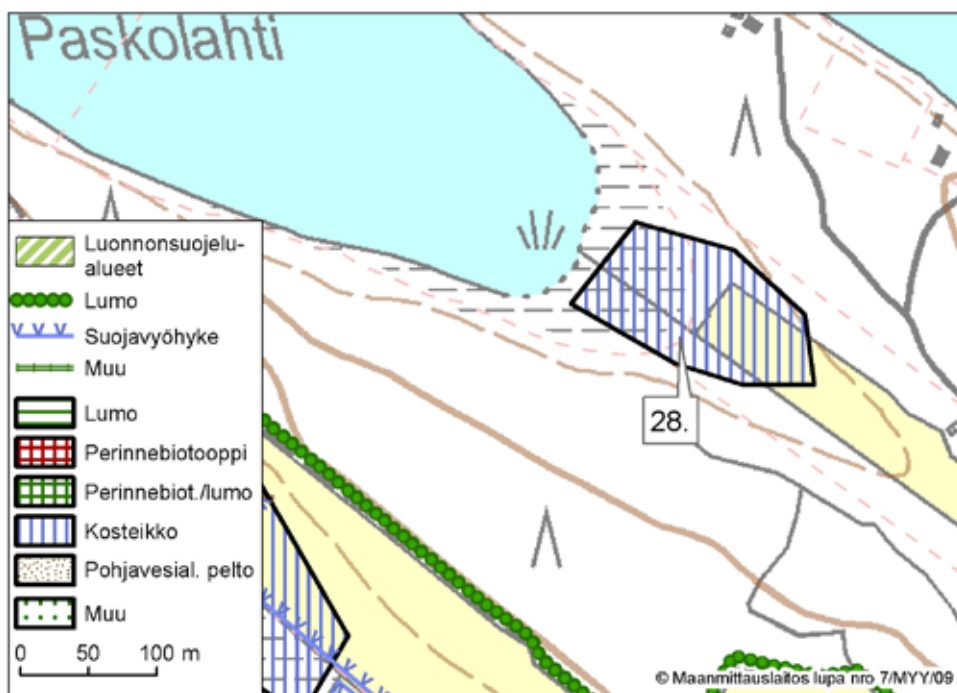 Paskolahti
Luonnonsuojelu-
alueet
Lumo
Suojavyöhyke
Muu
Lumo
Perinnebiotooppi
Perinnebiot./lumo
Kosteikko
Pohjavesial. pelto
Muu
0 50 100 m
28.
© Maanmittauslaitos lupa nro 7/MYY/09